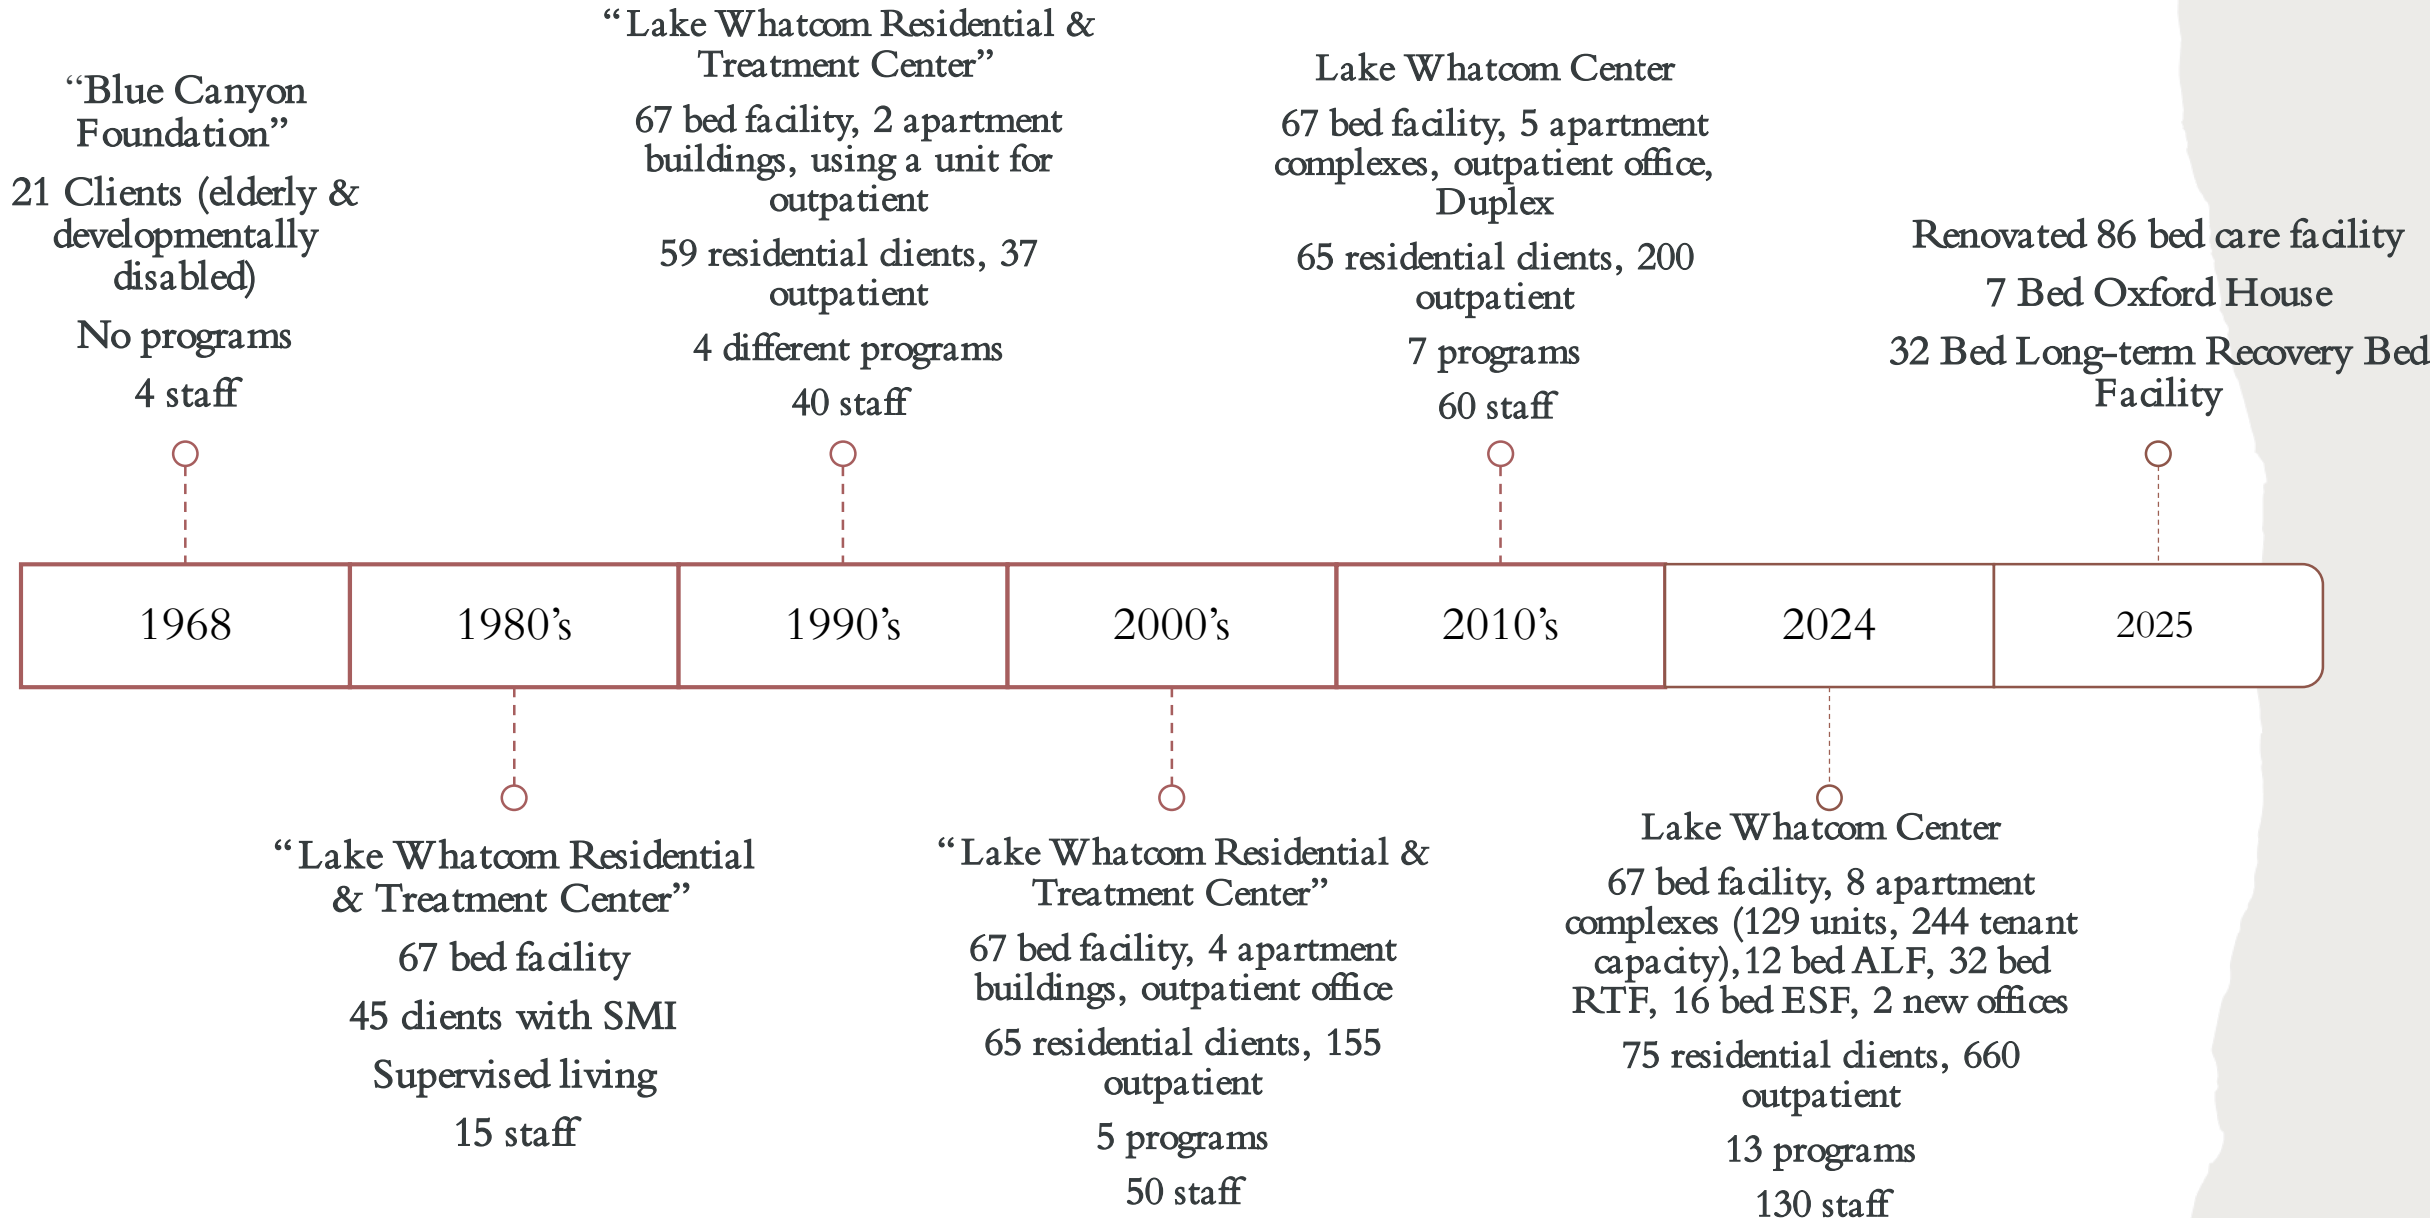 “Blue Canyon
Foundation”
21 Clients (elderly &
developmentally
disabled)
No programs
4 staff
“Lake Whatcom Residential &
Treatment Center”
67 bed facility, 2 apartment
buildings, using a unit for
outpatient
59 residential clients, 37
outpatient
4 different programs
40 staff
Lake Whatcom Center
67 bed facility, 5 apartment
complexes, outpatient office,
Duplex
65 residential clients, 200
outpatient
7 programs
60 staff
Renovated 86 bed care facility
7 Bed Oxford House
32 Bed Long-term Recovery Bed
Facility
1968
1980’s
1990’s
2000’s
2010’s
2024
2025
“Lake Whatcom Residential
& Treatment Center”
67 bed facility
45 clients with SMI
Supervised living
15 staff
“Lake Whatcom Residential &
Treatment Center”
67 bed facility, 4 apartment
buildings, outpatient office
65 residential clients, 155
outpatient
5 programs
50 staff
Lake Whatcom Center
67 bed facility, 8 apartment
complexes (129 units, 244 tenant
capacity),12 bed ALF, 32 bed
RTF, 16 bed ESF, 2 new offices
75 residential clients, 660
outpatient
13 programs
130 staff